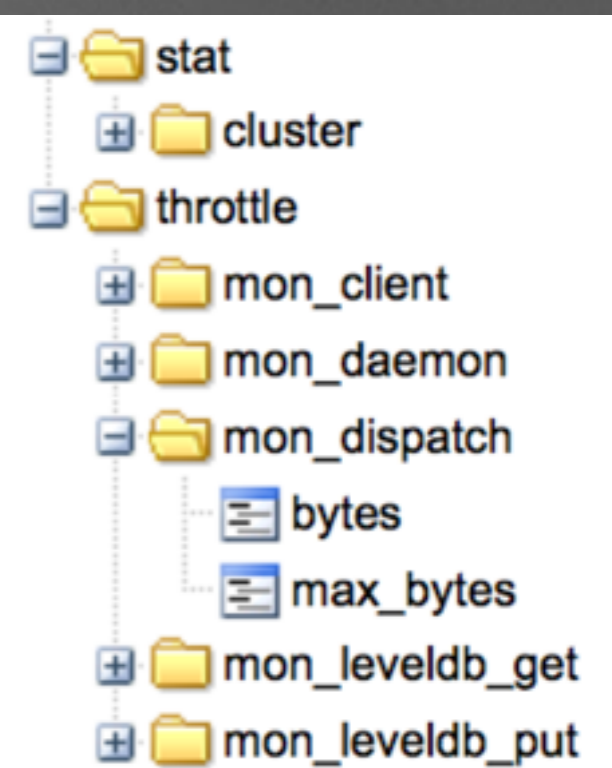 stat
cluster
throttle
mon_client
mon_daemon
mon_dispatch
bytes
max_bytes
mon_leveldb_get
mon_leveldb_put